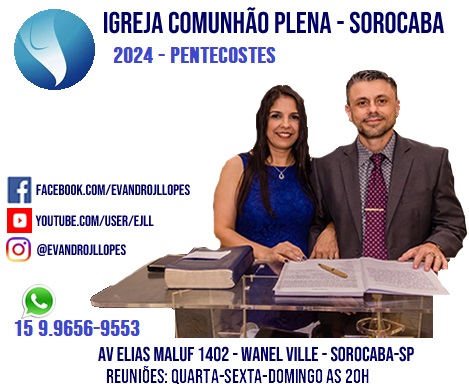 IGREJA COMUNHÃO PLENA - SOROCABA
2024 - PENTECOSTES
FACEBOOK.COM/EVANDROJLLOPES
YOUTUBE.COM/USER/EJLL
@EVANDROJLLOPES
15 9.9656-9553
AV ELIAS MALUF 1402 - WANEL VILLE - SOROCABA-SP
REUNIÕES: QUARTA-SEXTA-DOMINGO AS 20H